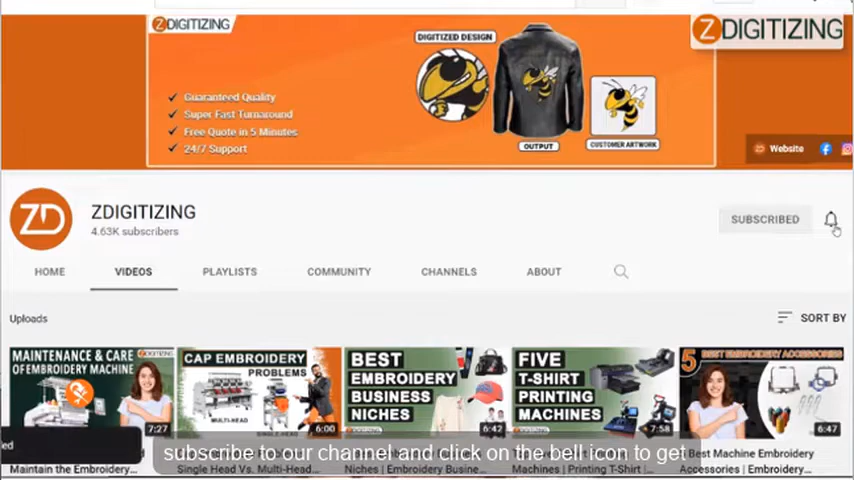 ZDIGITIZING
ZDIGITIZING
DIGITIZED DESIGN
Guaranteed Quality
Super Fast Turnaround
Free Quote in 5 Minutes
24/7 Support
OUTPUT
CUSTOMER ARTWORK
Website
ZD
ZDIGITIZING
4.63K subscribers
SUBSCRIBED
HOME
VIDEOS
PLAYLISTS
COMMUNITY
CHANNELS
ABOUT
Uploads
SORT BY
MAINTENANCE & CARE
OF EMBROIDERY MACHINE
7:27
CAP EMBROIDERY
PROBLEMS
MULTI-HEAD
6:00
BEST
EMBROIDERY
BUSINESS
NICHES
6:42
FIVE
T-SHIRT
PRINTING
MACHINES
7:58
5 BEST EMBROIDERY ACCESSORIES
6:47
subscribe to our channel and click on the bell icon to get
Maintain the Embroidery...
Single Head Vs. Multi-Head...
Niches | Embroidery Busine...
Machines | Printing T-Shirt |
Best Machine Embroidery
Accessories | Embroidery...